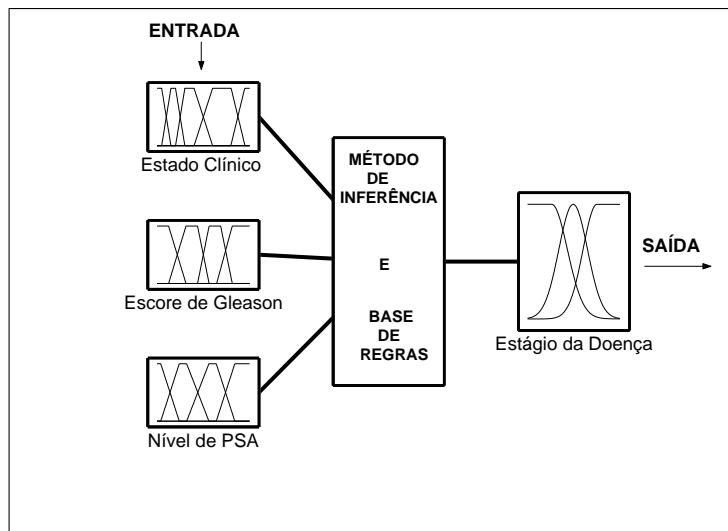 ENTRADA
Estado Clínico
Escore de Gleason
Nível de PSA
MÉTODO
DE
INFERÊNCIA
E
BASE
DE
REGRAS
Estágio da Doença
SAÍDA